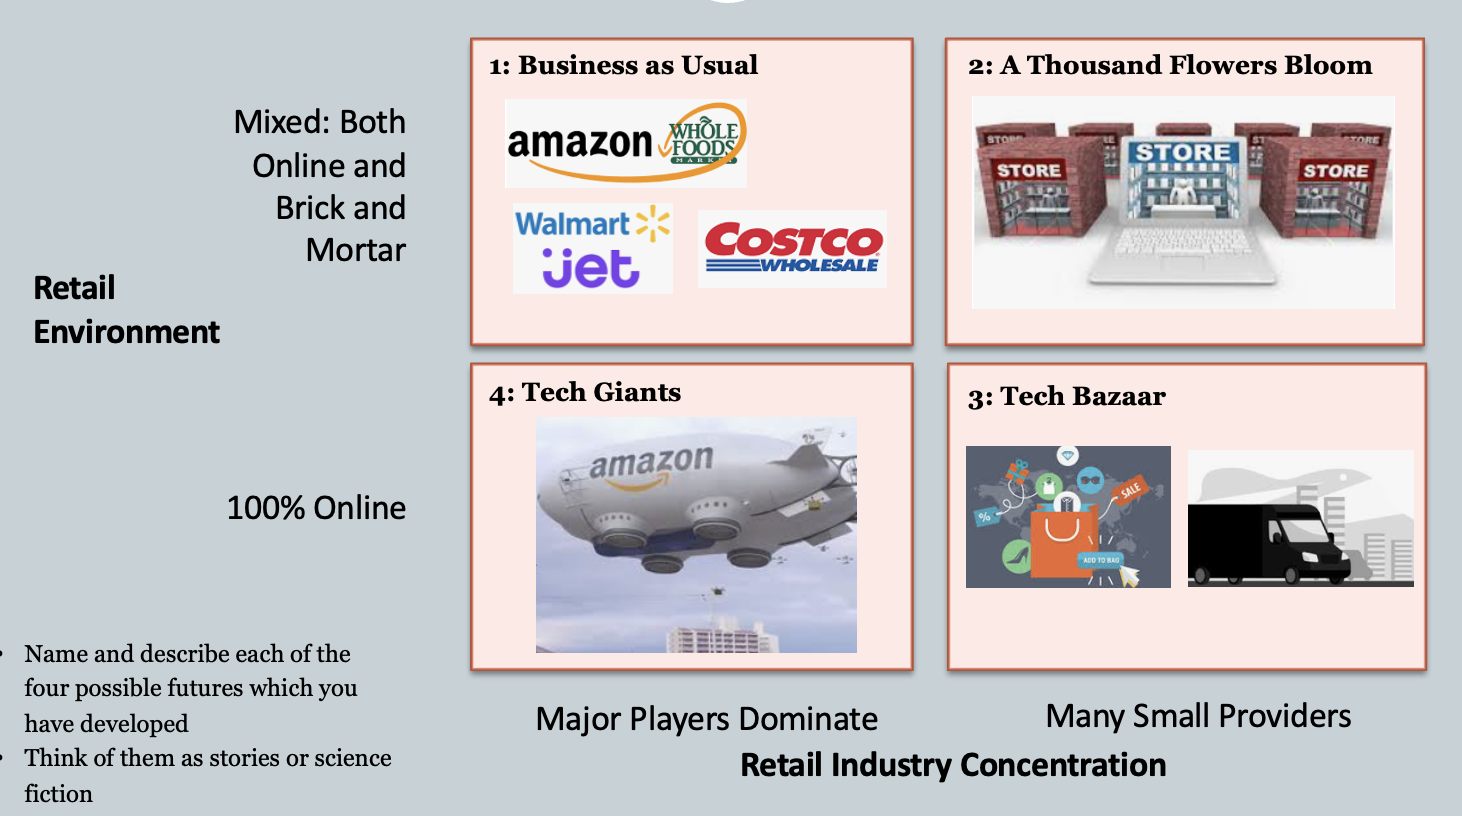 1: Business as Usual
amazon
WHOLE
FOODS
MARKET
Walmart
jet
COSTCO
WHOLESALE
2: A Thousand Flowers Bloom
STORE
STORE
STORE
STORE
STORE
STORE
STORE
Mixed: Both
Online and
Brick and
Mortar
Retail
Environment
4: Tech Giants
amazon
3: Tech Bazaar
%
SALE
ADD TO BAG
100% Online
• Name and describe each of the
four possible futures which you
have developed
• Think of them as stories or science
fiction
Major Players Dominate
Many Small Providers
Retail Industry Concentration